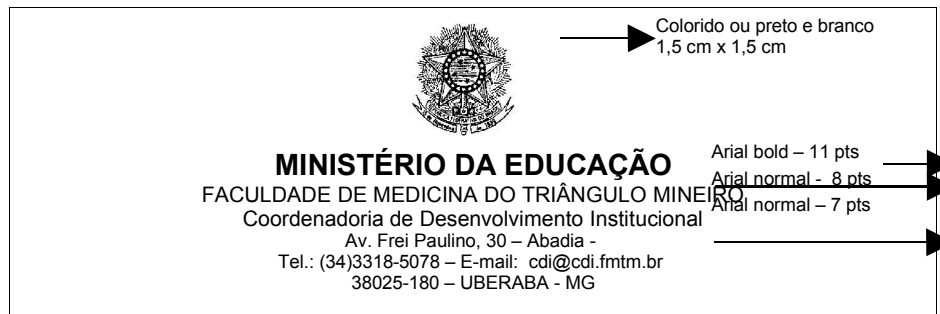 Colorido ou preto e branco
1,5 cm x 1,5 cm
MINISTÉRIO DA EDUCAÇÃO
Arial bold – 11 pts
FACULDADE DE MEDICINA DO TRIÂNGULO MINEIRO
Arial normal - 8 pts
Coordenadoria de Desenvolvimento Institucional
Arial normal – 7 pts
Av. Frei Paulino, 30 – Abadia -
Tel.: (34)3318-5078 – E-mail: cdi@cdi.fmtm.br
38025-180 – UBERABA - MG